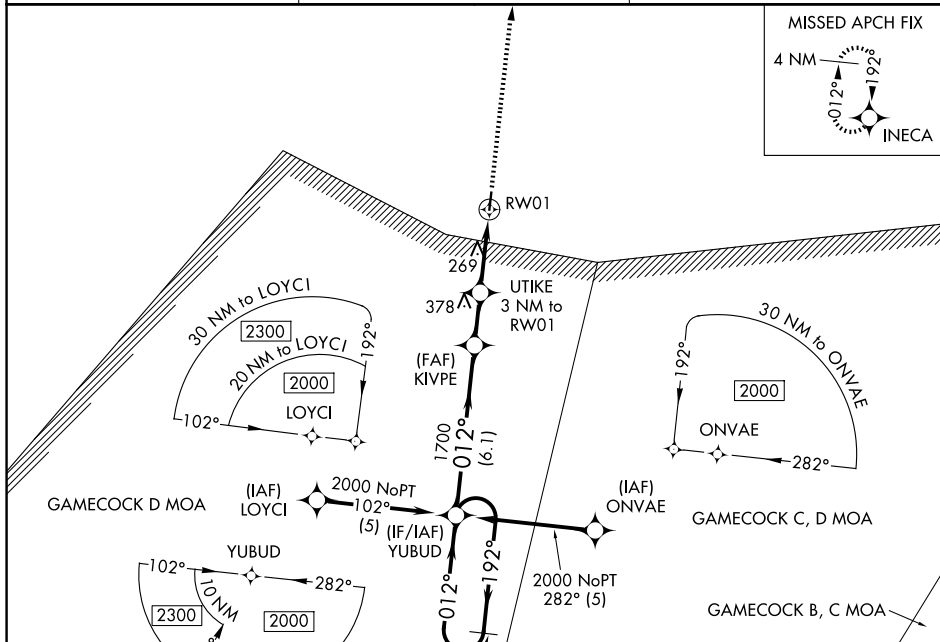 MISSED APCH FIX
4 NM
012°
192°
INECA
RW01
269
UTIKE
3 NM to
RW01
378
30 NM to LOYCI
2300
20 NM to LOYCI
2000
192°
LOYCI
102°
(FAF)
KIVPE
30 NM to ONVAE
192°
2000
ONVAE
282°
1700
012°
(6.1)
GAMECOCK D MOA
(IAF)
LOYCI
2000 NoPT
102°
(5)
(IF/IAF)
YUBUD
(IAF)
ONVAE
GAMECOCK C, D MOA
2000 NoPT
282° (5)
YUBUD
102°
282°
10 NM
2300
2000
012°
192°
GAMECOCK B, C MOA